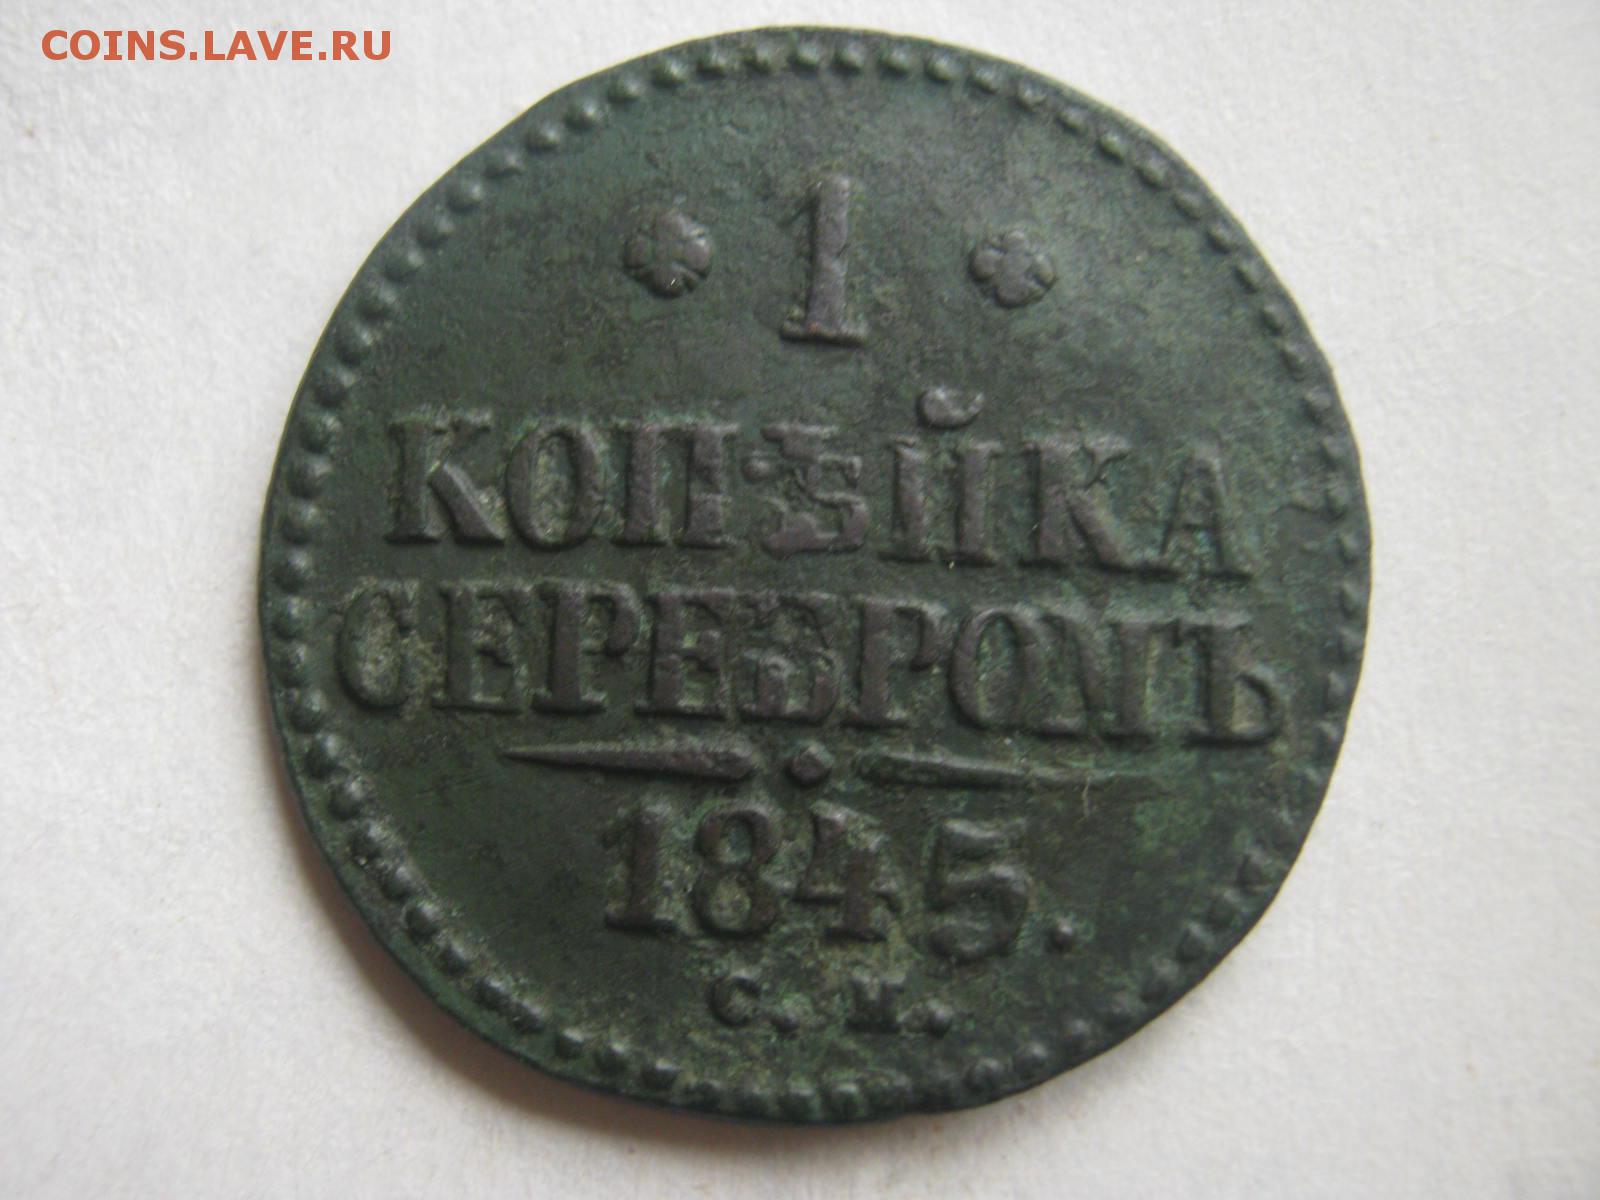 COINS.LAVE.RU
1
КОПѢЙКА
СЕРЕБРОМЪ
1845.
С. М.